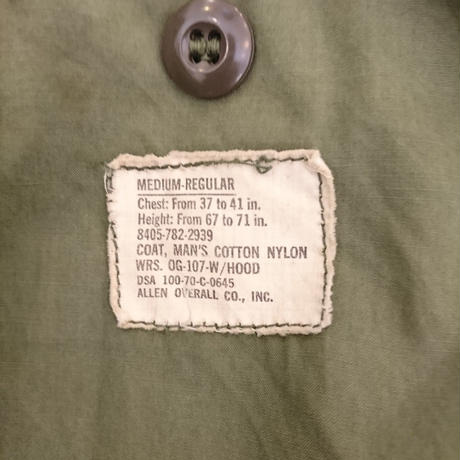 MEDIUM-REGULAR
Chest: From 37 to 41 in.
Height: From 67 to 71 in.
8405-782-2939
COAT, MAN'S COTTON NYLON
WRS. OG-107-W/HOOD
DSA 100-70-C-0645
ALLEN OVERALL CO., INC.